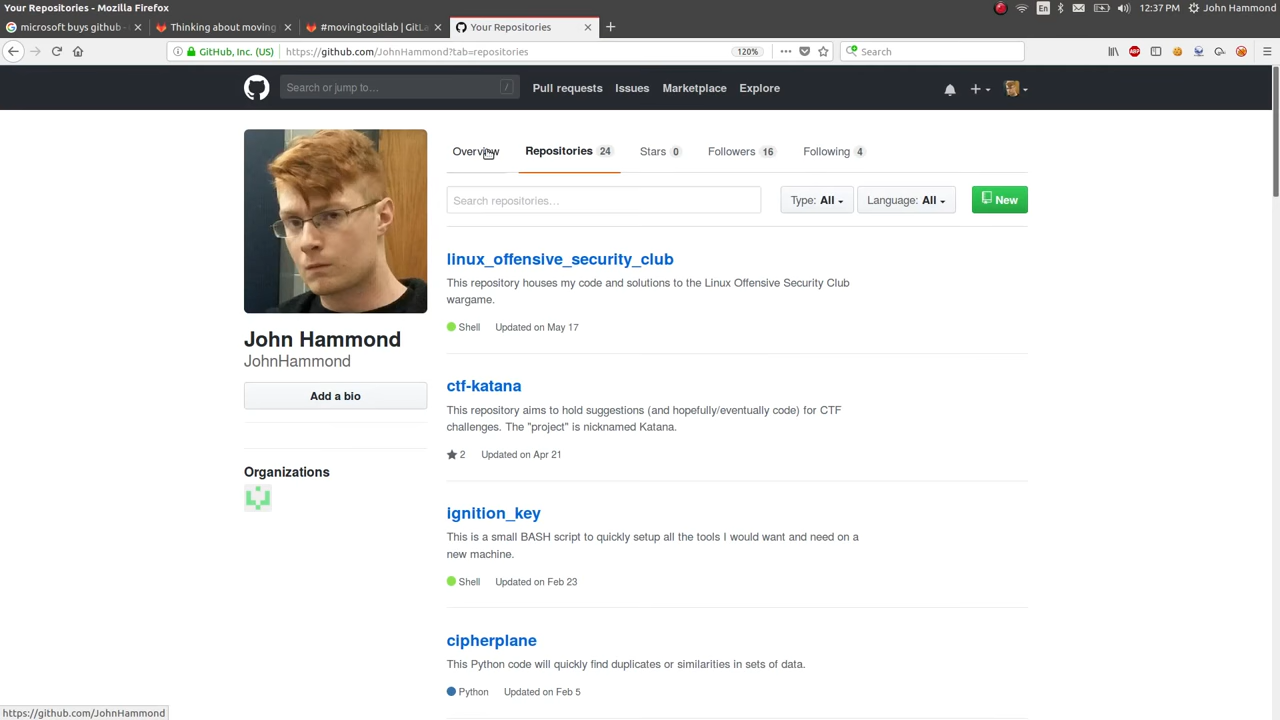 Your Repositories - Mozilla Firefox
En
12:37 PM
John Hammond
microsoft buys github -
Thinking about moving
#movingtogitlab | GitLa
Your Repositories
GitHub, Inc. (US)
https://github.com/JohnHammond?tab=repositories
120%
Search
ABP
Search or jump to…
/
Pull requests
Issues
Marketplace
Explore
Overview
Repositories 24
Stars 0
Followers 16
Following 4
Search repositories…
Type: All
Language: All
New
linux_offensive_security_club
This repository houses my code and solutions to the Linux Offensive Security Club
wargame.
Shell Updated on May 17
John Hammond
JohnHammond
Add a bio
ctf-katana
This repository aims to hold suggestions (and hopefully/eventually code) for CTF
challenges. The "project" is nicknamed Katana.
2 Updated on Apr 21
Organizations
ignition_key
This is a small BASH script to quickly setup all the tools I would want and need on a
new machine.
Shell Updated on Feb 23
cipherplane
This Python code will quickly find duplicates or similarities in sets of data.
Python Updated on Feb 5
https://github.com/JohnHammond